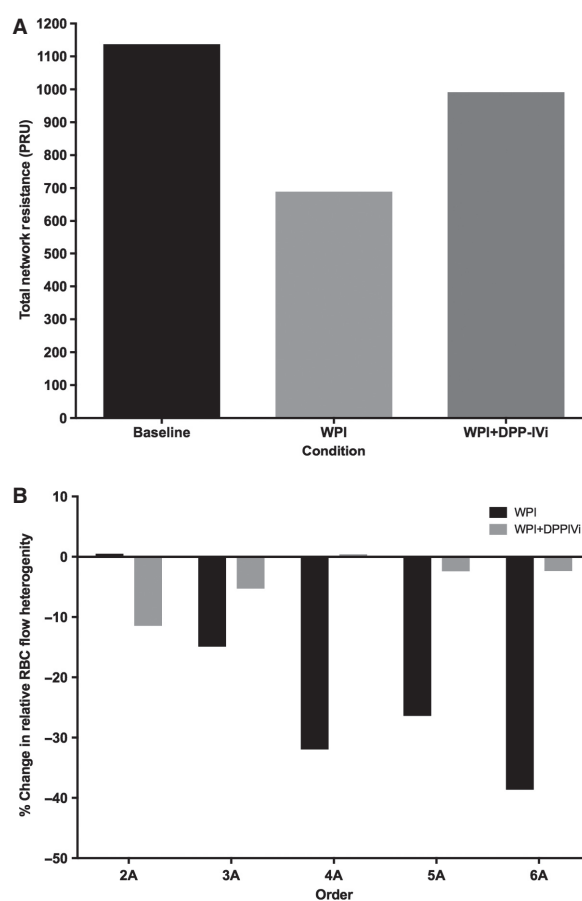 A
Total network resistance (PRU)
1200
1100
1000
900
800
700
600
500
400
300
200
100
0
Baseline
WPI
WPI+DPP-IVi
Condition
B
% Change in relative RBC flow heterogenity
10
0
–10
–20
–30
–40
–50
WPI
WPI+DPPIVi
2A
3A
4A
5A
6A
Order